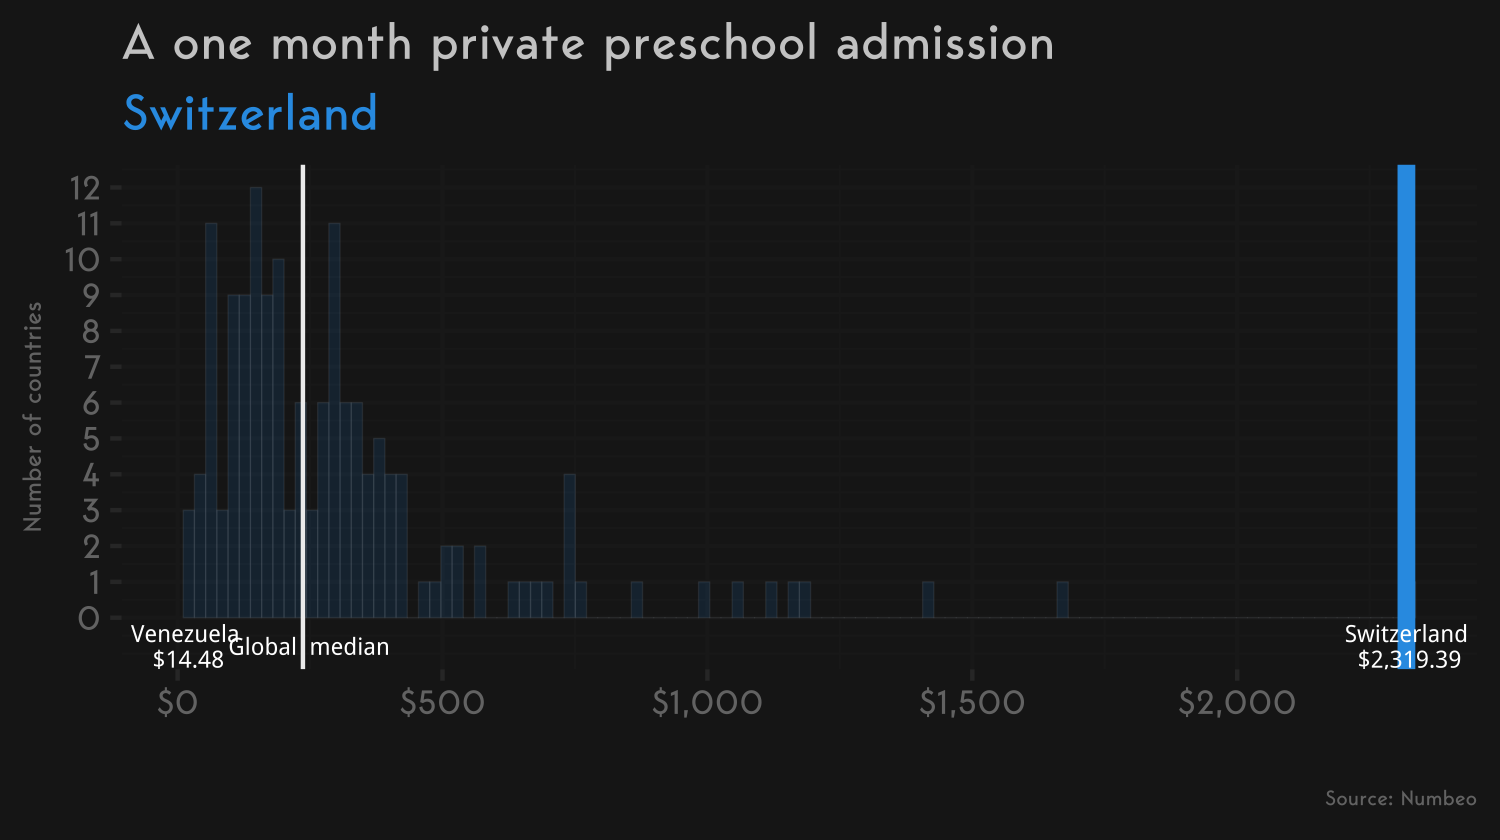 A one month private preschool admission
Switzerland
Number of countries
12
11
10
9
8
7
6
5
4
3
2
1
0
Venezuela
$14.48
Global median
Switzerland
$2,319.39
$0 $500 $1,000 $1,500 $2,000
Source: Numbeo